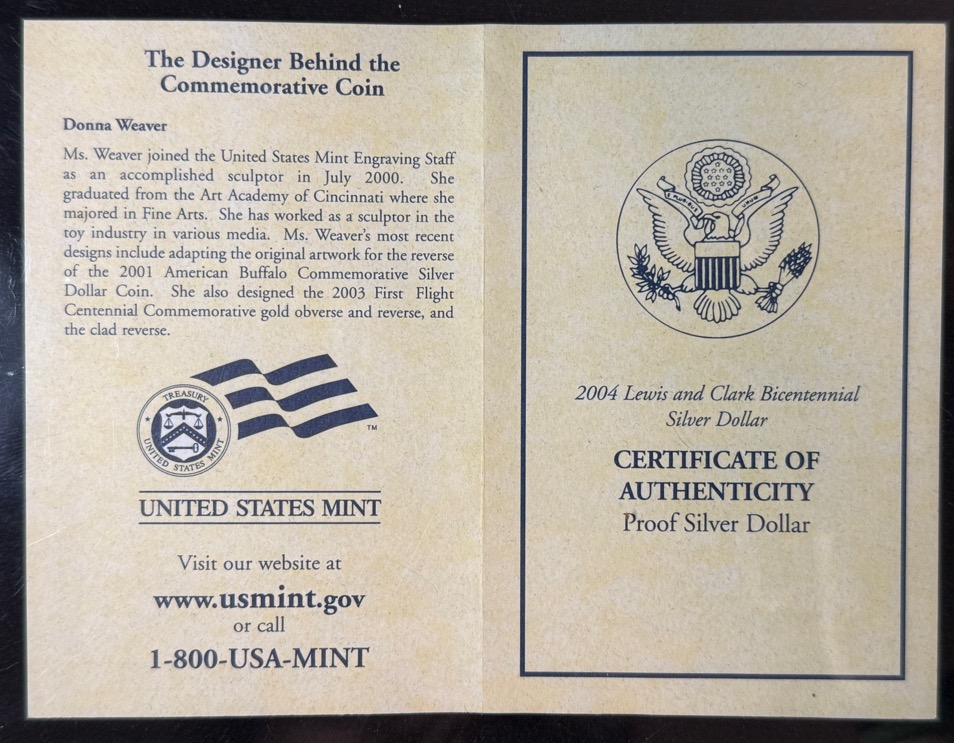 The Designer Behind the
Commemorative Coin
Donna Weaver
Ms. Weaver joined the United States Mint Engraving Staff
as an accomplished sculptor in July 2000. She
graduated from the Art Academy of Cincinnati where she
majored in Fine Arts. She has worked as a sculptor in the
toy industry in various media. Ms. Weaver's most recent
designs include adapting the original artwork for the reverse
of the 2001 American Buffalo Commemorative Silver
Dollar Coin. She also designed the 2003 First Flight
Centennial Commemorative gold obverse and reverse, and
the clad reverse.
TREASURY
UNITED STATES MINT
TM
UNITED STATES MINT
Visit our website at
www.usmint.gov
or call
1-800-USA-MINT
2004 Lewis and Clark Bicentennial
Silver Dollar
CERTIFICATE OF
AUTHENTICITY
Proof Silver Dollar